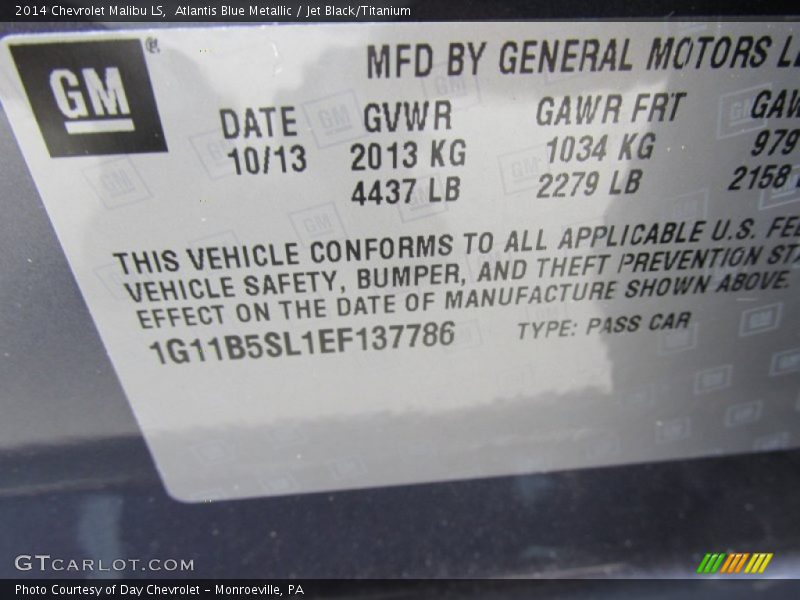 2014 Chevrolet Malibu LS, Atlantis Blue Metallic / Jet Black/Titanium
GM ®
MFD BY GENERAL MOTORS
DATE GVWR GAWR FRT
10/13 2013 KG 1034 KG 979
4437 LB 2279 LB 2158
THIS VEHICLE CONFORMS TO ALL APPLICABLE U.S.
VEHICLE SAFETY, BUMPER, AND THEFT PREVENTION
EFFECT ON THE DATE OF MANUFACTURE SHOWN ABOVE.
1G11B5SL1EF137786 TYPE: PASS CAR
GTCARLOT.COM
Photo Courtesy of Day Chevrolet - Monroeville, PA